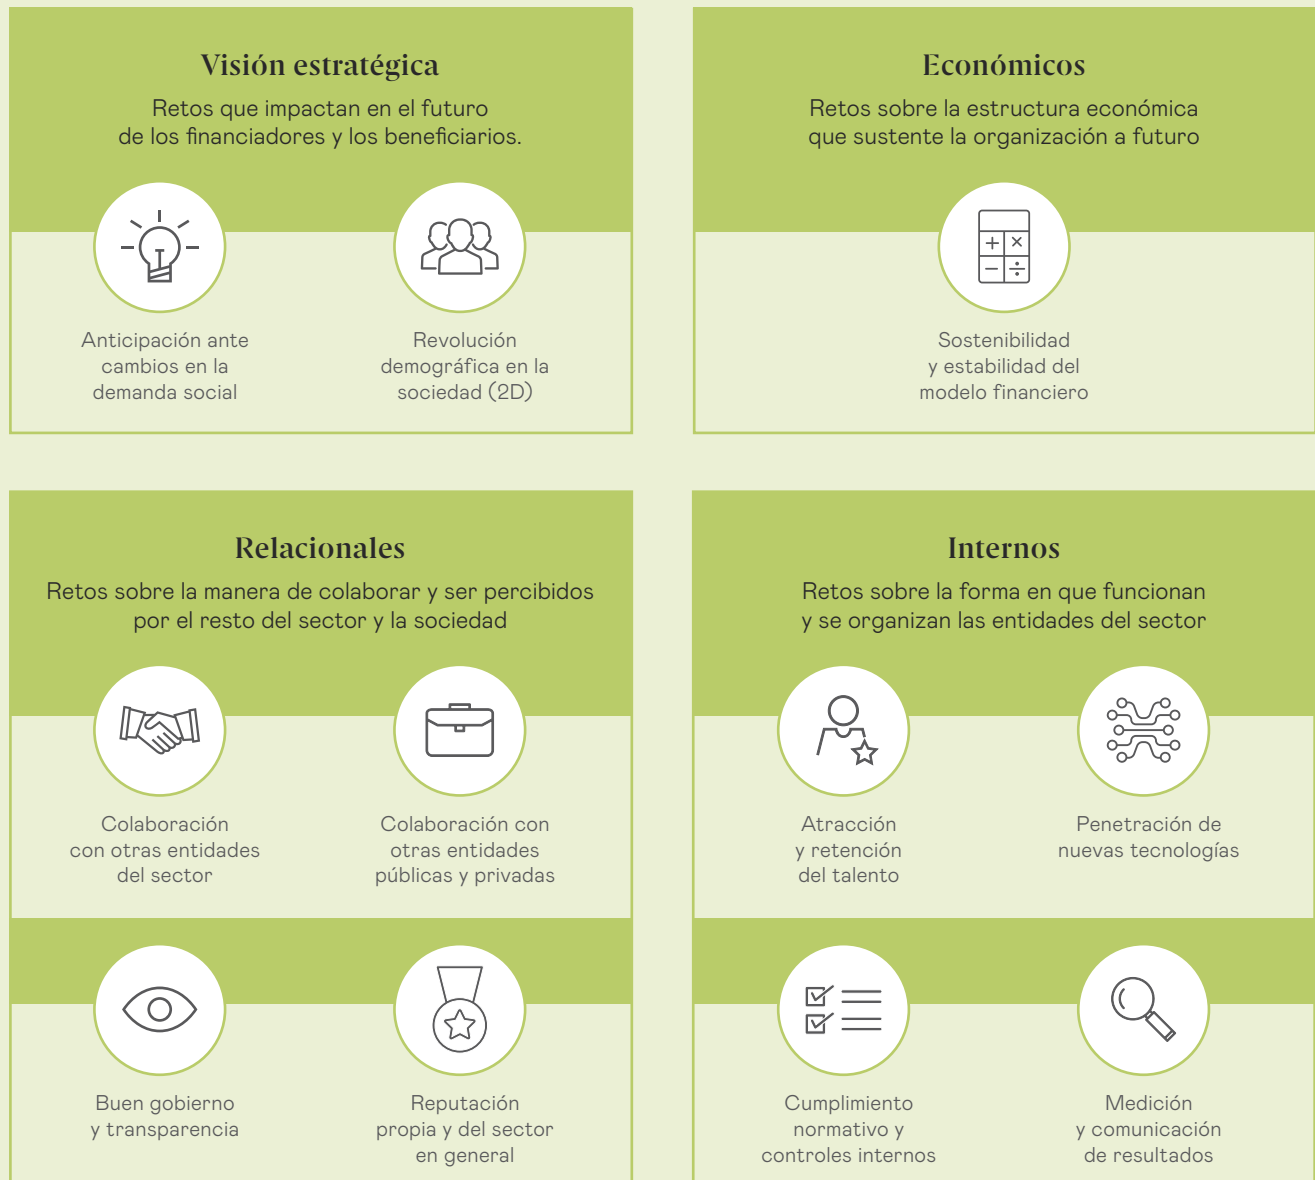 Visión estratégica
Retos que impactan en el futuro
de los financiadores y los beneficiarios.
Anticipación ante
cambios en la
demanda social
Revolución
demográfica en la
sociedad (2D)
Económicos
Retos sobre la estructura económica
que sustente la organización a futuro
Sostenibilidad
y estabilidad del
modelo financiero
Relacionales
Retos sobre la manera de colaborar y ser percibidos
por el resto del sector y la sociedad
Colaboración
con otras entidades
del sector
Colaboración con
otras entidades
públicas y privadas
Buen gobierno
y transparencia
Reputación
propia y del sector
en general
Internos
Retos sobre la forma en que funcionan
y se organizan las entidades del sector
Atracción
y retención
del talento
Penetración de
nuevas tecnologías
Cumplimiento
normativo y
controles internos
Medición
y comunicación
de resultados